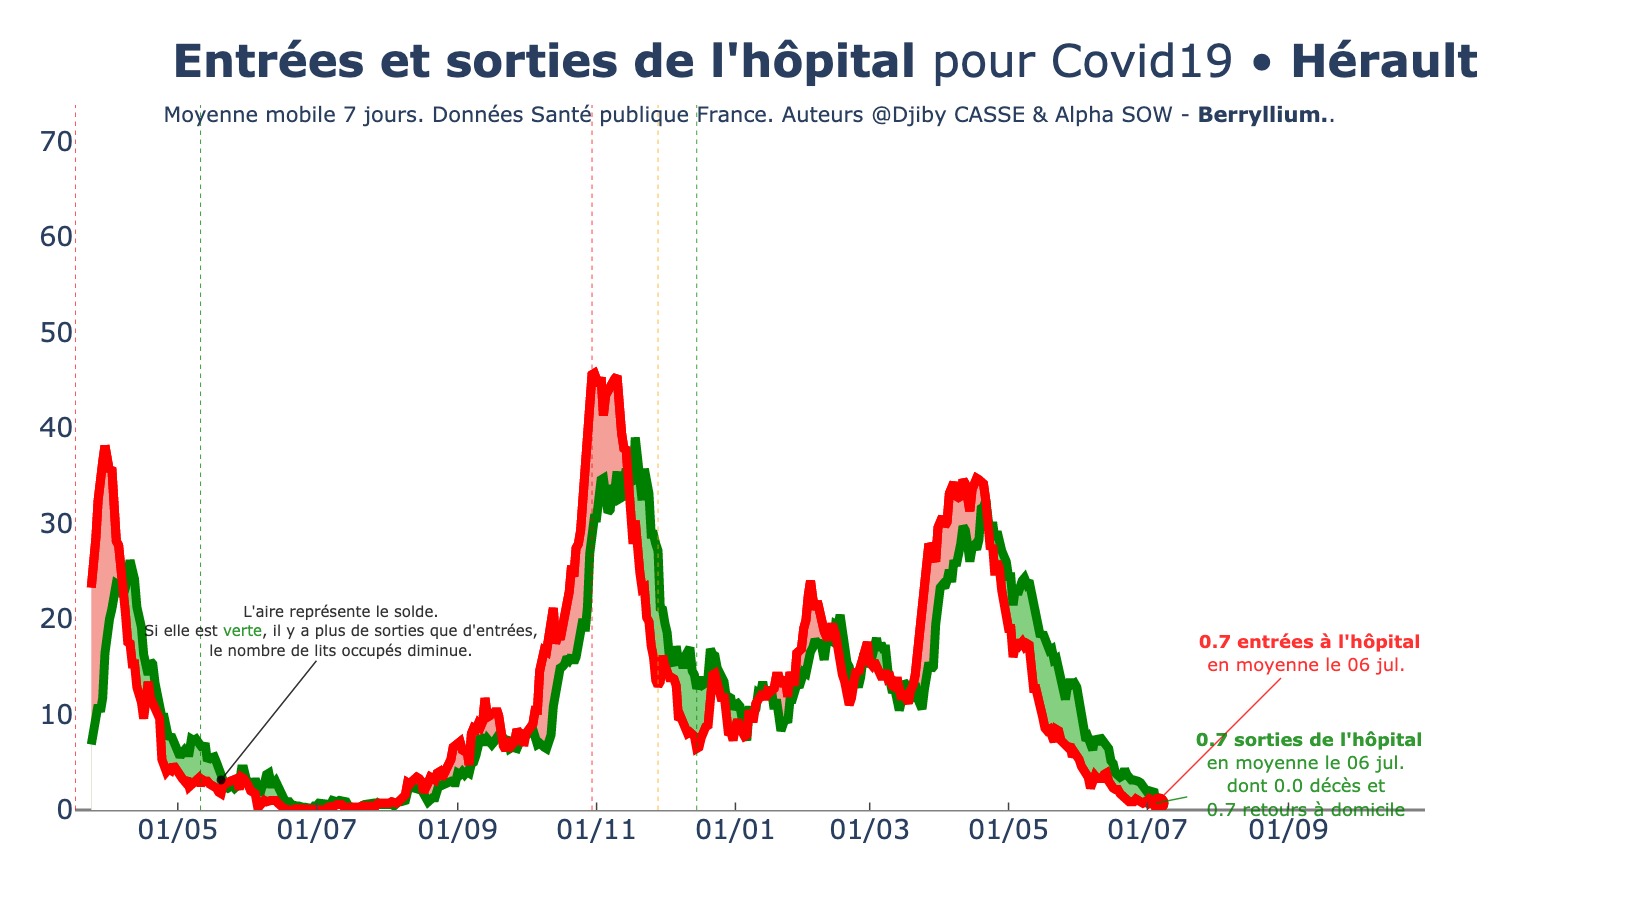 Entrées et sorties de l'hôpital pour Covid19 • Hérault
Moyenne mobile 7 jours. Données Santé publique France. Auteurs @Djiby CASSE & Alpha SOW - Berryllium..
70
60
50
40
30
20
10
0
L'aire représente le solde.
Si elle est verte, il y a plus de sorties que d'entrées,
le nombre de lits occupés diminue.
0.7 entrées à l'hôpital
en moyenne le 06 jul.
0.7 sorties de l'hôpital
en moyenne le 06 jul.
dont 0.0 décès et
0.7 retours à domicile
01/05 01/07 01/09 01/11 01/01 01/03 01/05 01/07 01/09